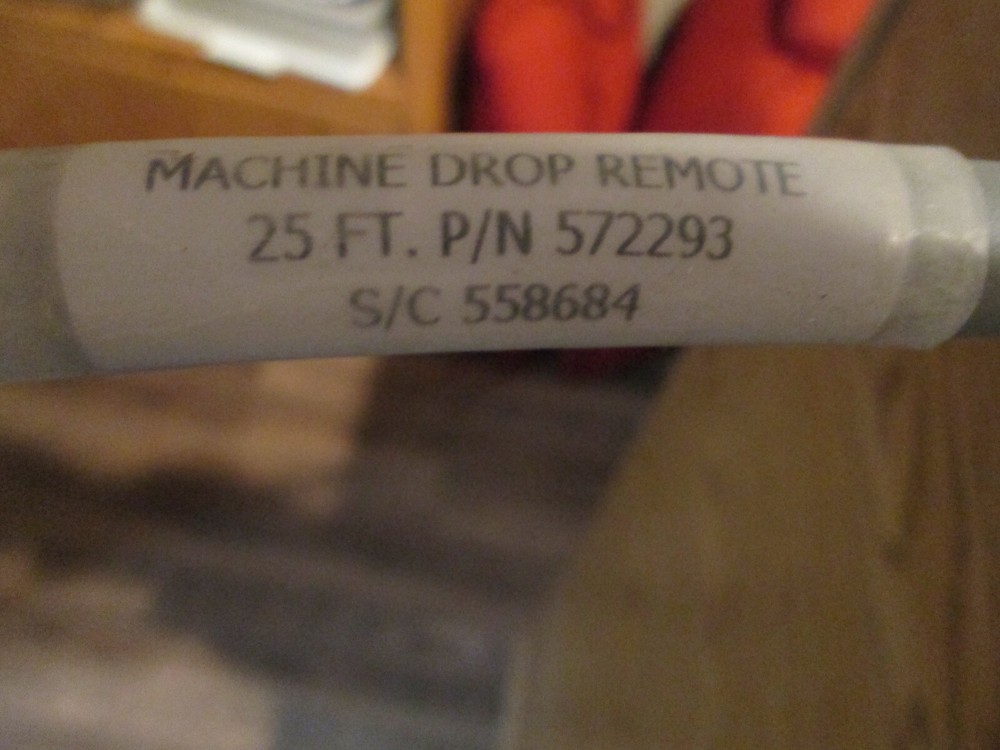 MACHINE DROP REMOTE
25 FT. P/N 572293
S/C 558684